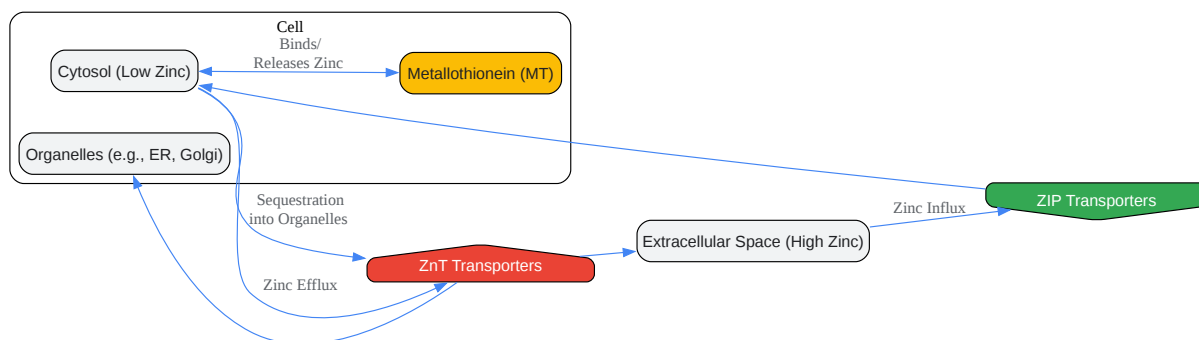 Cell
Binds/
Releases Zinc
Cytosol (Low Zinc)
Metallothionein (MT)
Organelles (e.g., ER, Golgi)
Sequestration
into Organelles
Zinc Influx
ZIP Transporters
Extracellular Space (High Zinc)
ZnT Transporters
Zinc Efflux